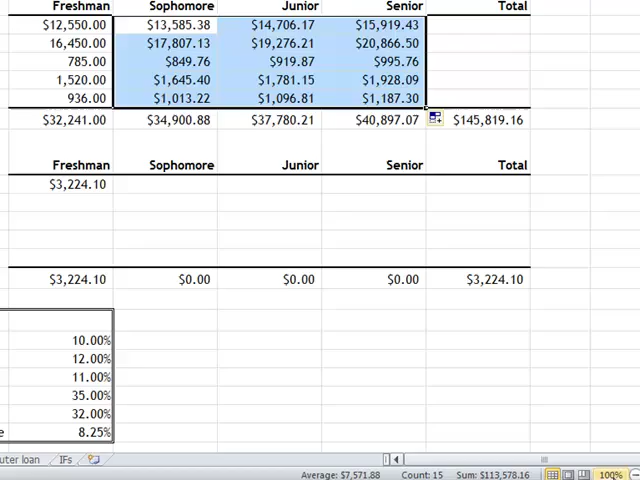 Freshman Sophomore Junior Senior Total
$12,550.00 $13,585.38 $14,706.17 $15,919.43
16,450.00 $17,807.13 $19,276.21 $20,866.50
785.00 $849.76 $919.87 $995.76
1,520.00 $1,645.40 $1,781.15 $1,928.09
936.00 $1,013.22 $1,096.81 $1,187.30
$32,241.00 $34,900.88 $37,780.21 $40,897.07 $145,819.16
Freshman Sophomore Junior Senior Total
$3,224.10
$3,224.10 $0.00 $0.00 $0.00 $3,224.10
10.00%
12.00%
11.00%
35.00%
32.00%
e 8.25%
uter loan IFs
Average: $7,571.88 Count: 15 Sum: $113,578.16 100%